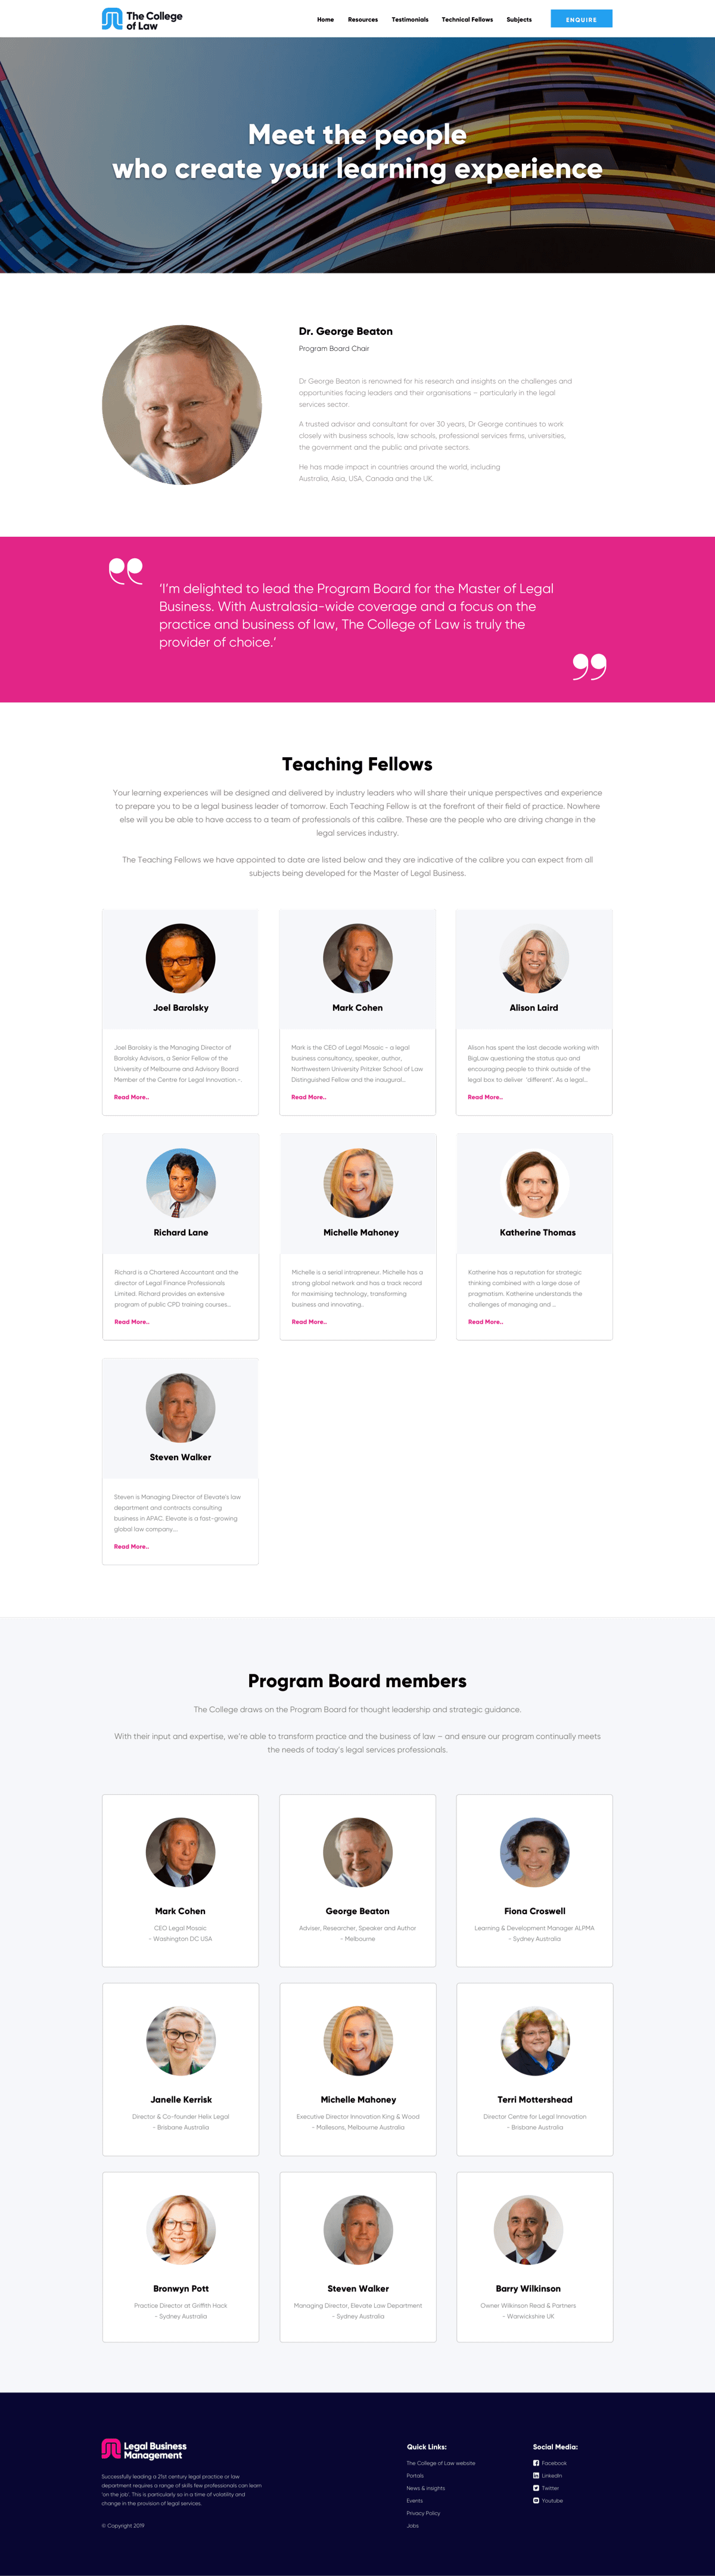 The College
of Law
Home
Resources
Testimonials
Technical Fellows
Subjects
ENQUIRE
Meet the people
who create your learning experience
Dr. George Beaton
Program Board Chair
Dr George Beaton is renowned for his research and insights on the challenges and
opportunities facing leaders and their organisations – particularly in the legal
services sector.
A trusted advisor and consultant for over 30 years, Dr George continues to work
closely with business schools, law schools, professional services firms, universities,
the government and the public and private sectors.
He has made impact in countries around the world, including
Australia, Asia, USA, Canada and the UK.
‘I’m delighted to lead the Program Board for the Master of Legal
Business. With Australasia-wide coverage and a focus on the
practice and business of law, The College of Law is truly the
provider of choice.’
Teaching Fellows
Your learning experiences will be designed and delivered by industry leaders who will share their unique perspectives and experience
to prepare you to be a legal business leader of tomorrow. Each Teaching Fellow is at the forefront of their field of practice. Nowhere
else will you be able to have access to a team of professionals of this calibre. These are the people who are driving change in the
legal services industry.
The Teaching Fellows we have appointed to date are listed below and they are indicative of the calibre you can expect from all
subjects being developed for the Master of Legal Business.
Joel Barolsky
Joel Barolsky is the Managing Director of
Barolsky Advisors, a Senior Fellow of the
University of Melbourne and Advisory Board
Member of the Centre for Legal Innovation -.
Read More..
Mark Cohen
Mark is the CEO of Legal Mosaic - a legal
business consultancy, speaker, author,
Northwestern University Pritzker School of Law
Distinguished Fellow and the inaugural...
Read More..
Alison Laird
Alison has spent the last decade working with
BigLaw questioning the status quo and
encouraging people to think outside of the
legal box to deliver ‘different’. As a legal...
Read More..
Richard Lane
Richard is a Chartered Accountant and the
director of Legal Finance Professionals
Limited. Richard provides an extensive
program of public CPD training courses...
Read More..
Michelle Mahoney
Michelle is a serial intrapreneur. Michelle has a
strong global network and has a track record
for maximising technology, transforming
business and innovating..
Read More..
Katherine Thomas
Katherine has a reputation for strategic
thinking combined with a large dose of
pragmatism. Katherine understands the
challenges of managing and ...
Read More..
Steven Walker
Steven is Managing Director of Elevate’s law
department and contracts consulting
business in APAC. Elevate is a fast-growing
global law company....
Read More..
Program Board members
The College draws on the Program Board for thought leadership and strategic guidance.
With their input and expertise, we’re able to transform practice and the business of law – and ensure our program continually meets
the needs of today’s legal services professionals.
Mark Cohen
CEO Legal Mosaic
- Washington DC USA
George Beaton
Adviser, Researcher, Speaker and Author
- Melbourne
Fiona Croswell
Learning & Development Manager ALPMA
- Sydney Australia
Janelle Kerrisk
Director & Co-founder Helix Legal
- Brisbane Australia
Michelle Mahoney
Executive Director Innovation King & Wood
- Mallesons, Melbourne Australia
Terri Mottershead
Director Centre for Legal Innovation
- Brisbane Australia
Bronwyn Pott
Practice Director at Griffith Hack
- Sydney Australia
Steven Walker
Managing Director, Elevate Law Department
- Sydney Australia
Barry Wilkinson
Owner Wilkinson Read & Partners
- Warwickshire UK
Legal Business
Management
Successfully leading a 21st century legal practice or law
department requires a range of skills few professionals can learn
‘on the job’. This is particularly so in a time of volatility and
change in the provision of legal services.
© Copyright 2019
Quick Links:
The College of Law website
Portals
News & insights
Events
Privacy Policy
Jobs
Social Media:
Facebook
LinkedIn
Twitter
Youtube